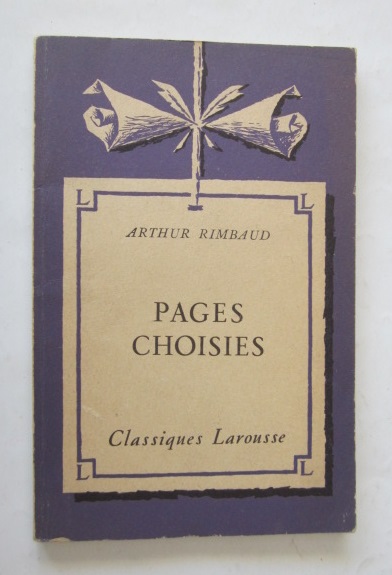 L L
ARTHUR RIMBAUD
PAGES
CHOISIES
Classiques Larousse
L L